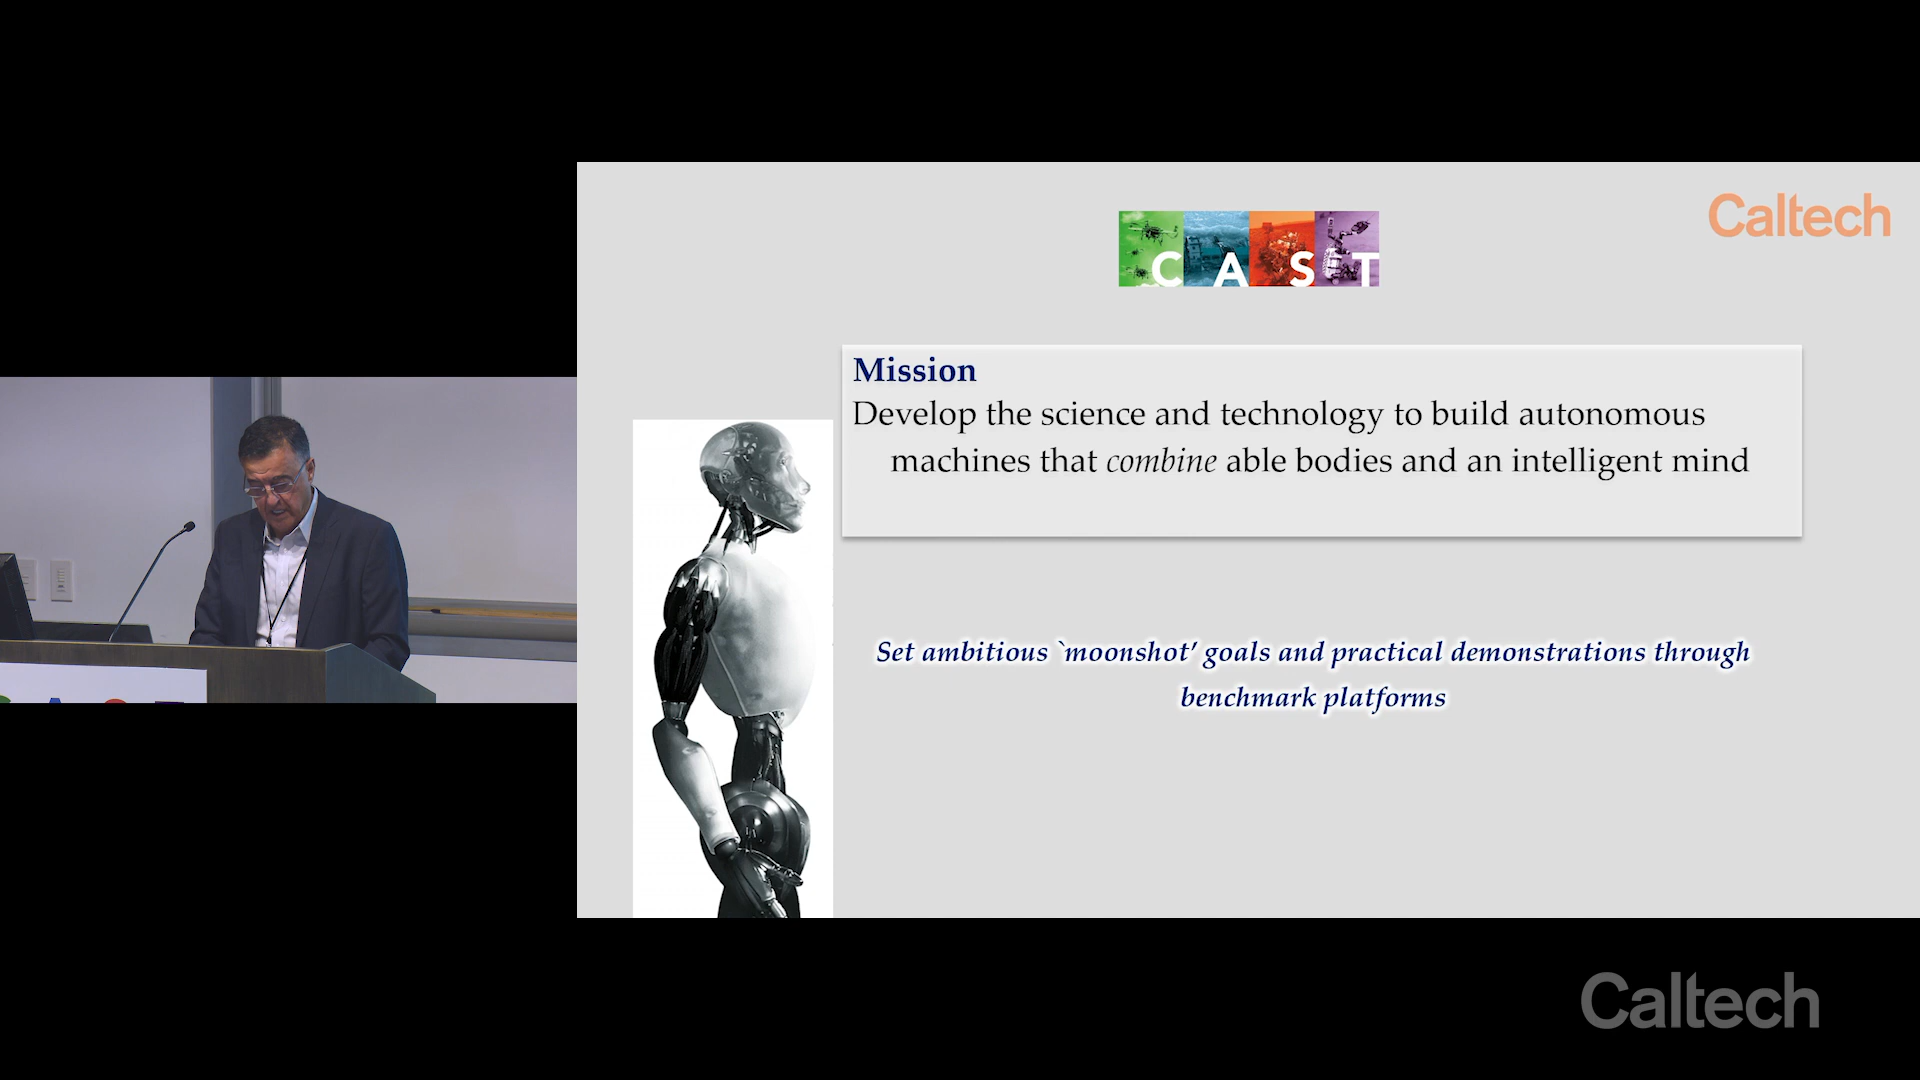 CAST
Caltech
Mission
Develop the science and technology to build autonomous
machines that combine able bodies and an intelligent mind
Set ambitious `moonshot' goals and practical demonstrations through
benchmark platforms
Caltech